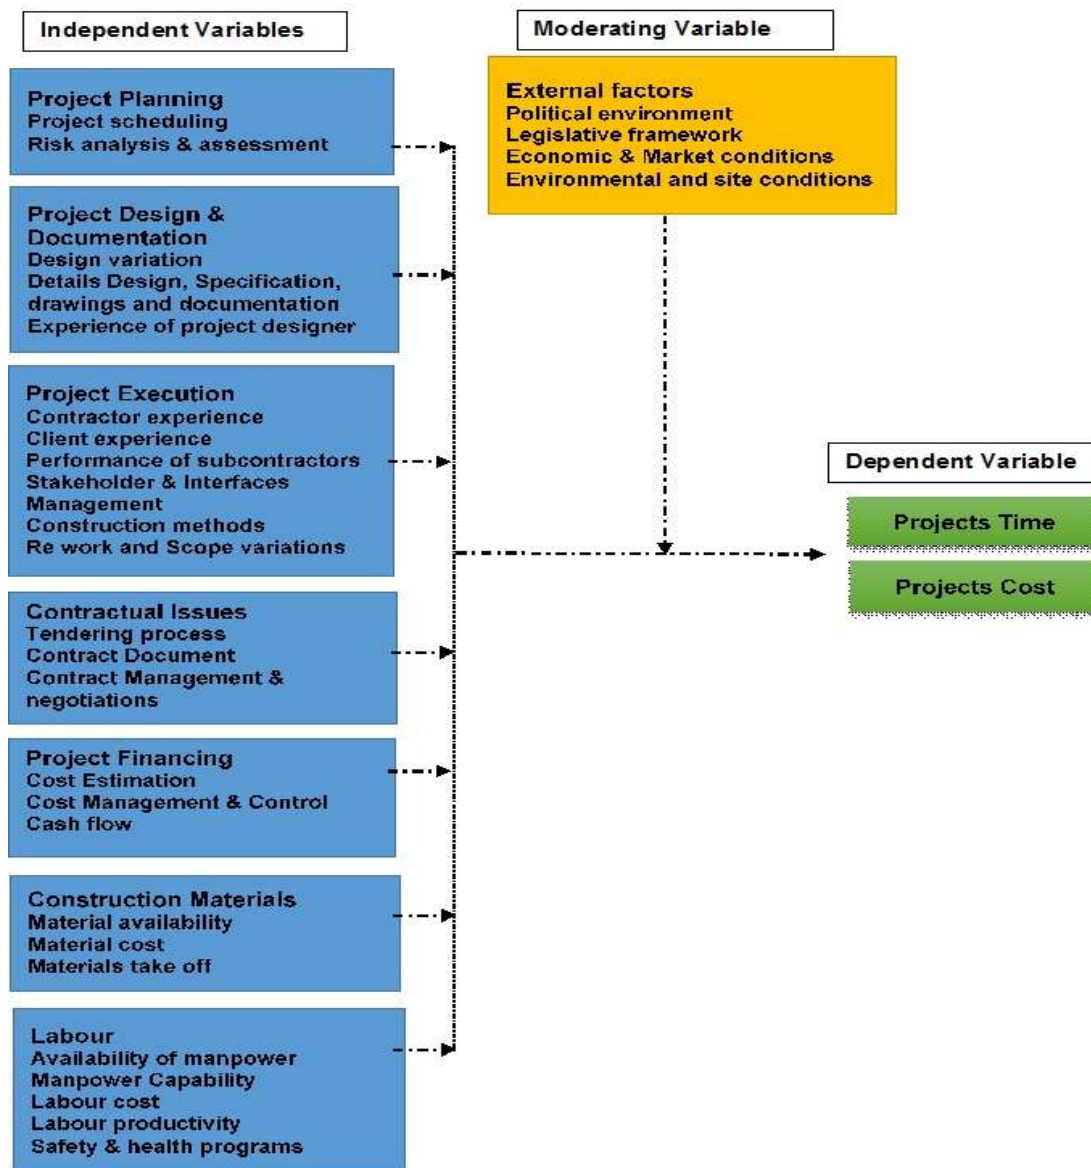 Independent Variables
Project Planning
Project scheduling
Risk analysis & assessment
Project Design &
Documentation
Design variation
Details Design, Specification,
drawings and documentation
Experience of project designer
Project Execution
Contractor experience
Client experience
Performance of subcontractors
Stakeholder & Interfaces
Management
Construction methods
Re work and Scope variations
Contractual Issues
Tendering process
Contract Document
Contract Management &
negotiations
Project Financing
Cost Estimation
Cost Management & Control
Cash flow
Construction Materials
Material availability
Material cost
Materials take off
Labour
Availability of manpower
Manpower Capability
Labour cost
Labour productivity
Safety & health programs
Moderating Variable
External factors
Political environment
Legislative framework
Economic & Market conditions
Environmental and site conditions
Dependent Variable
Projects Time
Projects Cost